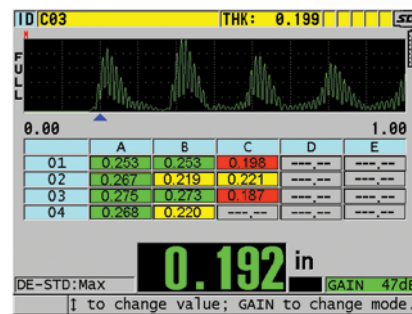 ID C03 THK: 0.199 SD
FULL
0.00 1.00
A B C D E
01 0.253 0.253 0.198 ---.-- ---.--
02 0.267 0.219 0.221 ---.-- ---.--
03 0.275 0.273 0.187 ---.-- ---.--
04 0.268 0.220 ---.-- ---.-- ---.--
DE-STD:Max 0.192 in GAIN 47dB
↕ to change value; GAIN to change mode.